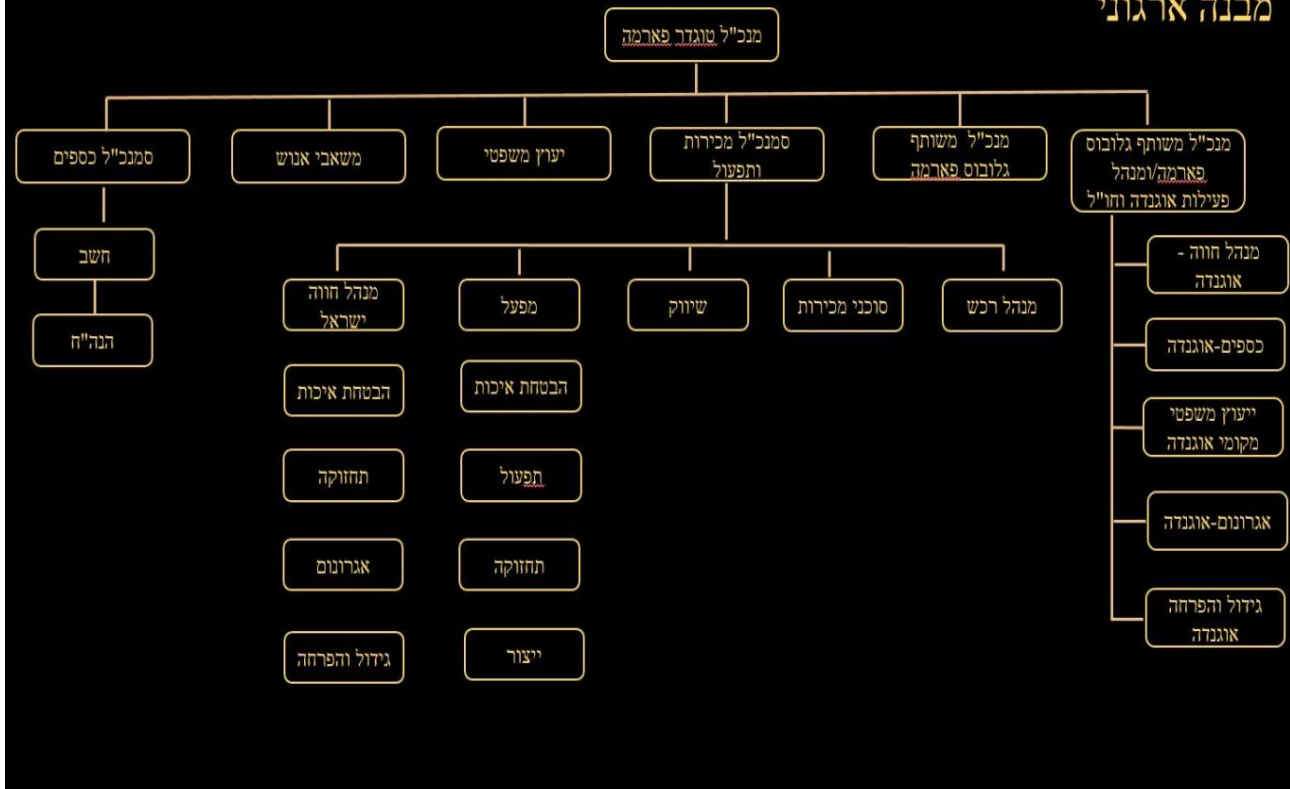 מבנה ארגוני
מנכ"ל טוגדר פארמה
מנכ"ל משותף גלובוס
פארמה/ומנהל
פעילות אוגנדה וחו"ל
מנכ"ל משותף
גלובוס פארמה
סמנכ"ל מכירות
ותפעול
יעוץ משפטי
משאבי אנוש
סמנכ"ל כספים
מנהל חווה -
אוגנדה
כספים-אוגנדה
ייעוץ משפטי
מקומי אוגנדה
אגרונום-אוגנדה
גידול והפרחה
אוגנדה
מנהל רכש
סוכני מכירות
שיווק
מפעל
הבטחת איכות
תפעול
תחזוקה
ייצור
מנהל חווה
ישראל
הבטחת איכות
תחזוקה
אגרונום
גידול והפרחה
חשב
הנה"ח